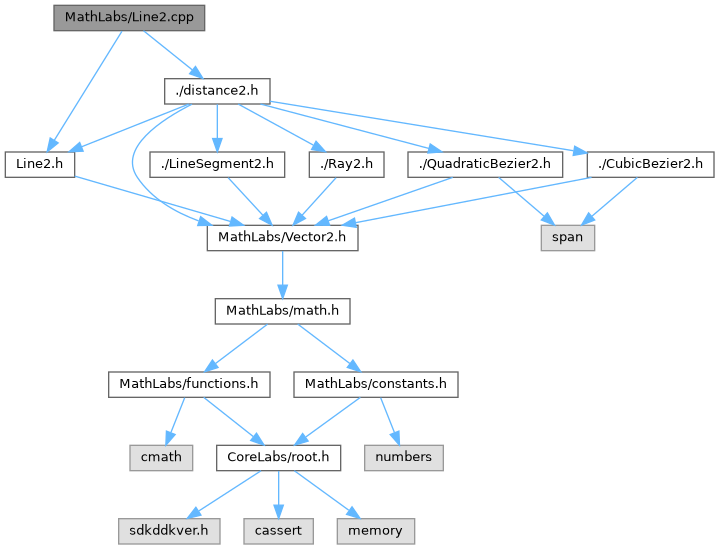 MathLabs/Line2.cpp
./distance2.h
Line2.h
./LineSegment2.h
./Ray2.h
./QuadraticBezier2.h
./CubicBezier2.h
MathLabs/Vector2.h
span
MathLabs/math.h
MathLabs/functions.h
MathLabs/constants.h
cmath
CoreLabs/root.h
numbers
sdkddkver.h
cassert
memory